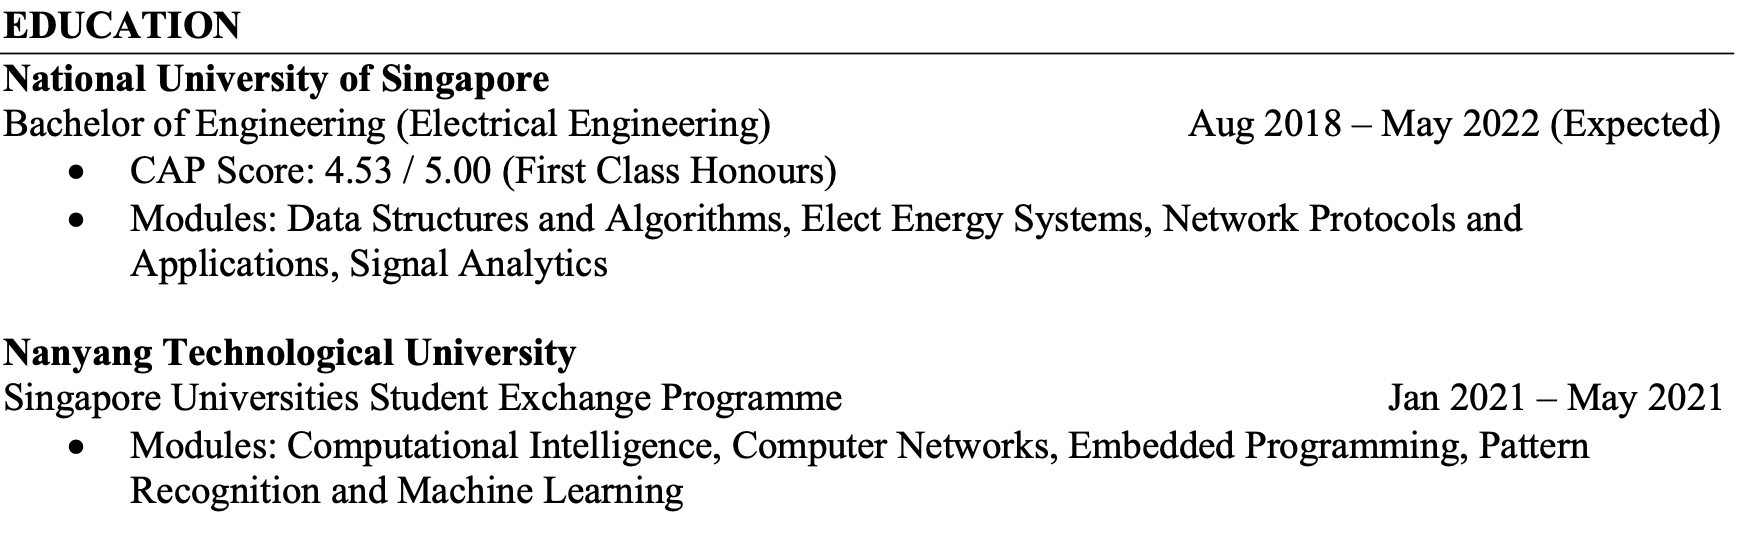 EDUCATION
National University of Singapore
Bachelor of Engineering (Electrical Engineering) Aug 2018 – May 2022 (Expected)
• CAP Score: 4.53 / 5.00 (First Class Honours)
• Modules: Data Structures and Algorithms, Elect Energy Systems, Network Protocols and
Applications, Signal Analytics
Nanyang Technological University
Singapore Universities Student Exchange Programme Jan 2021 – May 2021
• Modules: Computational Intelligence, Computer Networks, Embedded Programming, Pattern
Recognition and Machine Learning